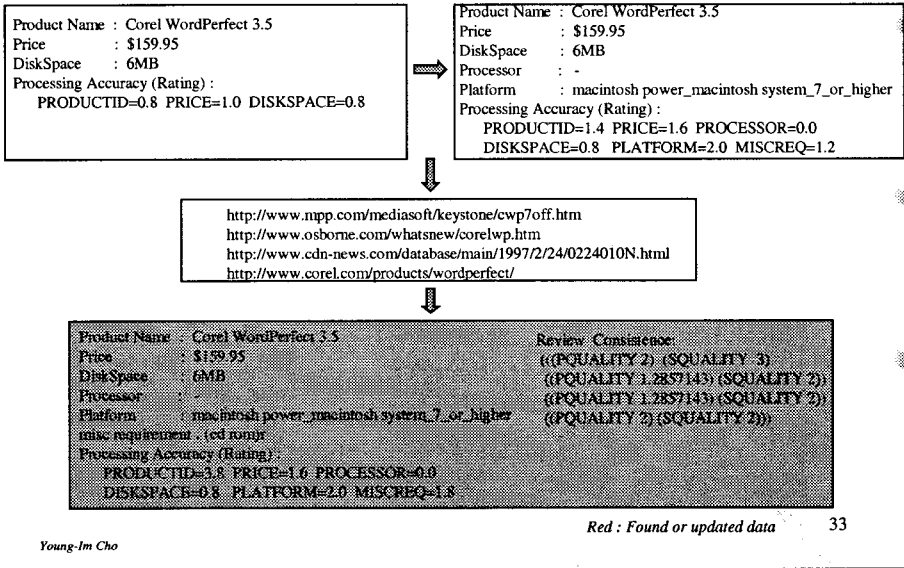 Product Name : Corel WordPerfect 3.5
Price : $159.95
DiskSpace : 6MB
Processing Accuracy (Rating) :
PRODUCTID=0.8 PRICE=1.0 DISKSPACE=0.8
Product Name : Corel WordPerfect 3.5
Price : $159.95
DiskSpace : 6MB
Processor : -
Platform : macintosh power_macintosh system_7_or_higher
Processing Accuracy (Rating) :
PRODUCTID=1.4 PRICE=1.6 PROCESSOR=0.0
DISKSPACE=0.8 PLATFORM=2.0 MISCREQ=1.2
http://www.mpp.com/mediasoft/keystone/cwp7off.htm
http://www.osborne.com/whatsnew/corelwp.htm
http://www.cdn-news.com/database/main/1997/2/24/0224010N.html
http://www.corel.com/products/wordperfect/
Product Name : Corel WordPerfect 3.5
Price : $159.95
DiskSpace : 6MB
Processor : -
Platform : macintosh power_macintosh system_7_or_higher
misc requirement : (cd rom)r
Processing Accuracy (Rating) :
PRODUCTID=3.8 PRICE=1.6 PROCESSOR=0.0
DISKSPACE=0.8 PLATFORM=2.0 MISCREQ=1.8
Review Consistence:
(((PQUALITY 2) (SQUALITY 3)
((PQUALITY 1.2857143) (SQUALITY 2))
((PQUALITY 1.2857143) (SQUALITY 2))
((PQUALITY 2) (SQUALITY 2)))
Red : Found or updated data 33
Young-Im Cho